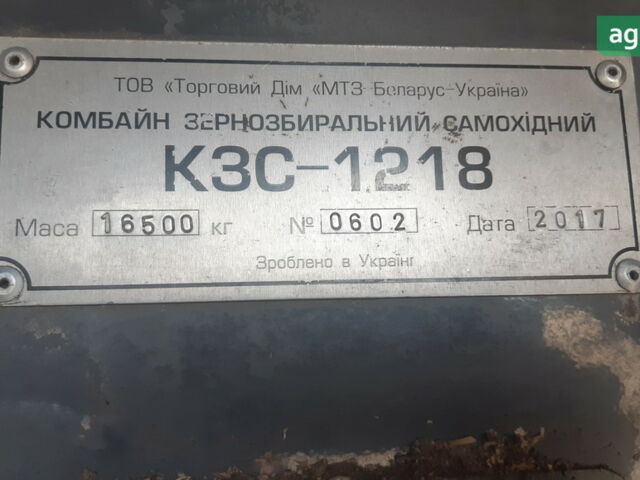 ag
ТОВ «Торговий Дім «МТЗ Беларус-Україна»
КОМБАЙН ЗЕРНОЗБИРАЛЬНИЙ САМОХІДНИЙ
КЗС-1218
Маса 16500 кг № 0602 Дата 2017
Зроблено в Україні